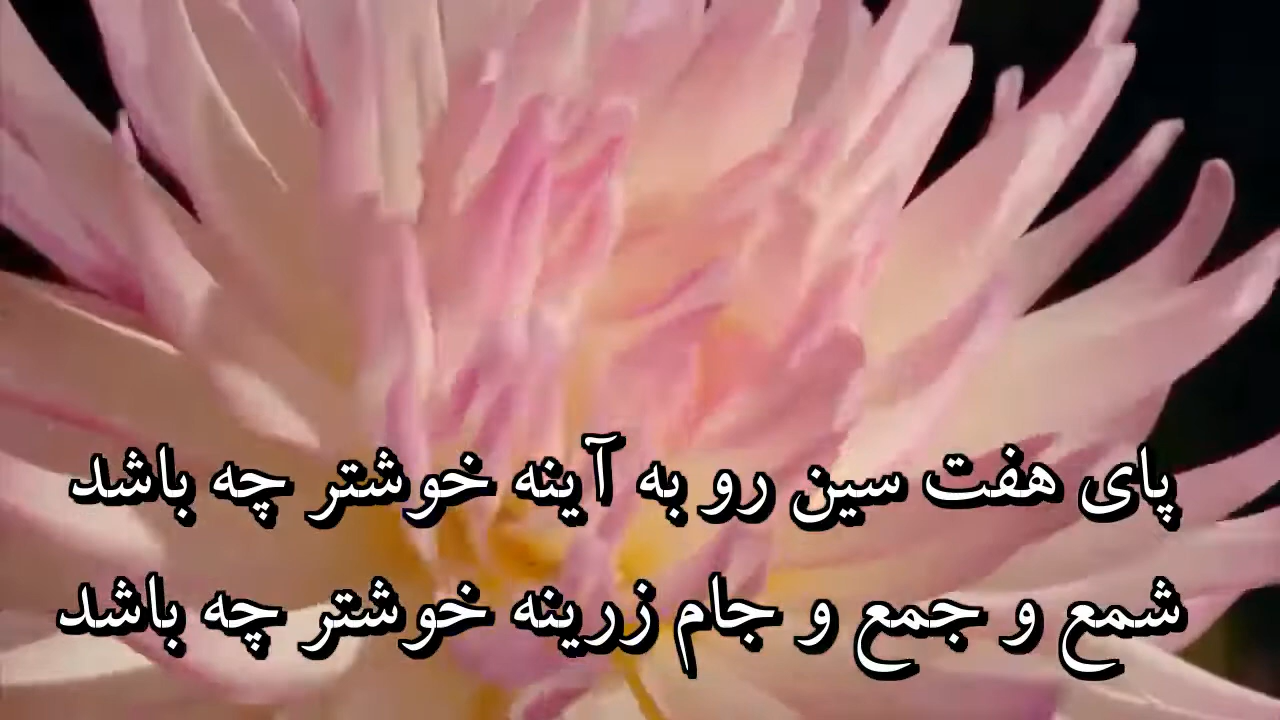 پای هفت سین رو به آینه خوشتر چه باشد
شمع و جمع و جام زرینه خوشتر چه باشد